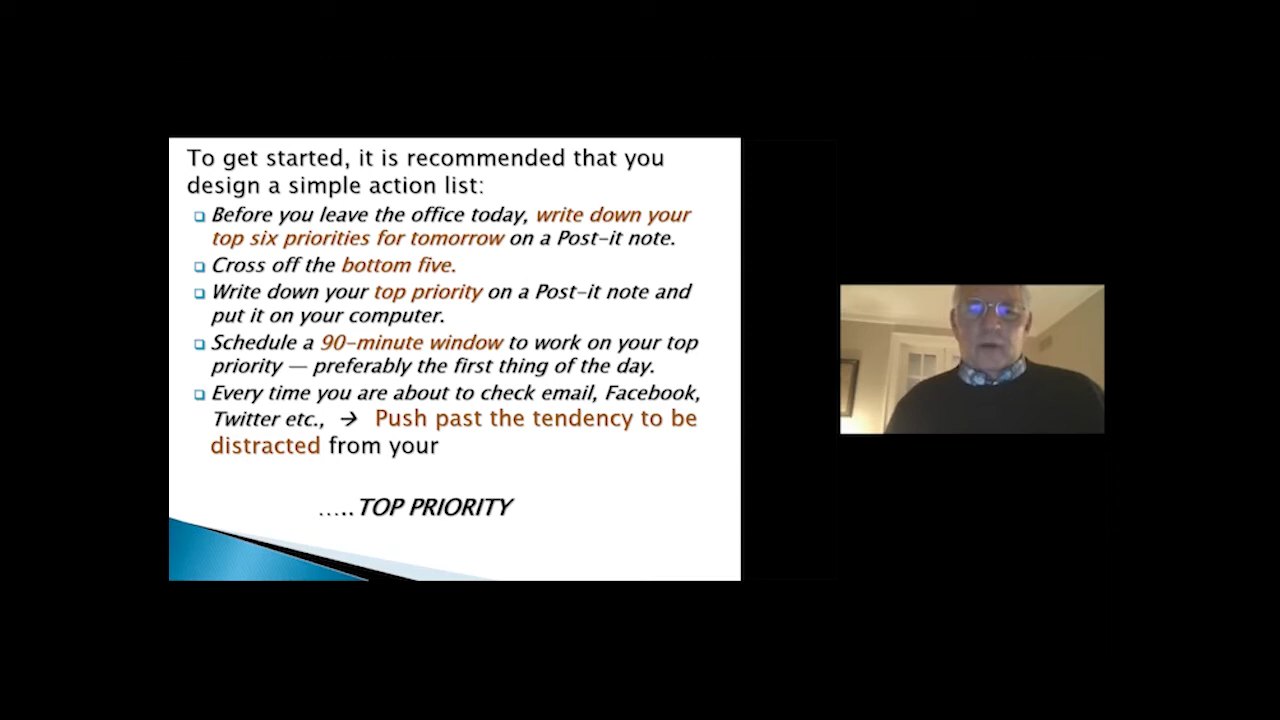 To get started, it is recommended that you
design a simple action list:
Before you leave the office today, write down your
top six priorities for tomorrow on a Post-it note.
Cross off the bottom five.
Write down your top priority on a Post-it note and
put it on your computer.
Schedule a 90-minute window to work on your top
priority — preferably the first thing of the day.
Every time you are about to check email, Facebook,
Twitter etc., → Push past the tendency to be
distracted from your
.....TOP PRIORITY